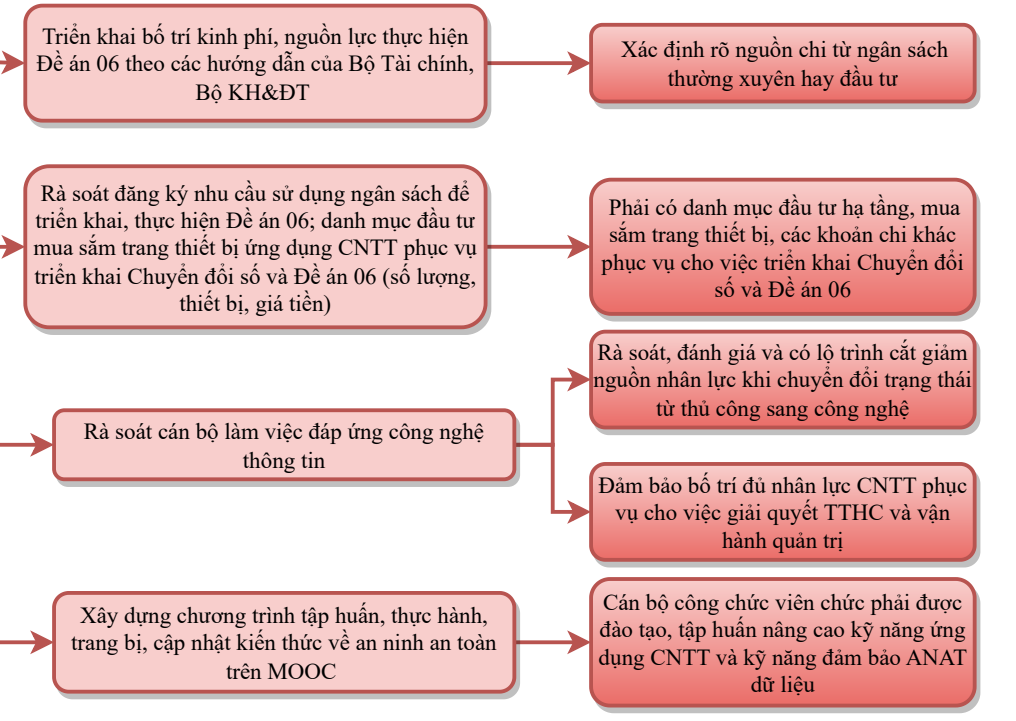 Triển khai bố trí kinh phí, nguồn lực thực hiện
Đề án 06 theo các hướng dẫn của Bộ Tài chính,
Bộ KH&ĐT
Xác định rõ nguồn chi từ ngân sách
thường xuyên hay đầu tư
Rà soát đăng ký nhu cầu sử dụng ngân sách để
triển khai, thực hiện Đề án 06; danh mục đầu tư
mua sắm trang thiết bị ứng dụng CNTT phục vụ
triển khai Chuyển đổi số và Đề án 06 (số lượng,
thiết bị, giá tiền)
Phải có danh mục đầu tư hạ tầng, mua
sắm trang thiết bị, các khoản chi khác
phục vụ cho việc triển khai Chuyển đổi
số và Đề án 06
Rà soát cán bộ làm việc đáp ứng công nghệ
thông tin
Rà soát, đánh giá và có lộ trình cắt giảm
nguồn nhân lực khi chuyển đổi trạng thái
từ thủ công sang công nghệ
Đảm bảo bố trí đủ nhân lực CNTT phục
vụ cho việc giải quyết TTHC và vận
hành quản trị
Xây dựng chương trình tập huấn, thực hành,
trang bị, cập nhật kiến thức về an ninh an toàn
trên MOOC
Cán bộ công chức viên chức phải được
đào tạo, tập huấn nâng cao kỹ năng ứng
dụng CNTT và kỹ năng đảm bảo ANAT
dữ liệu